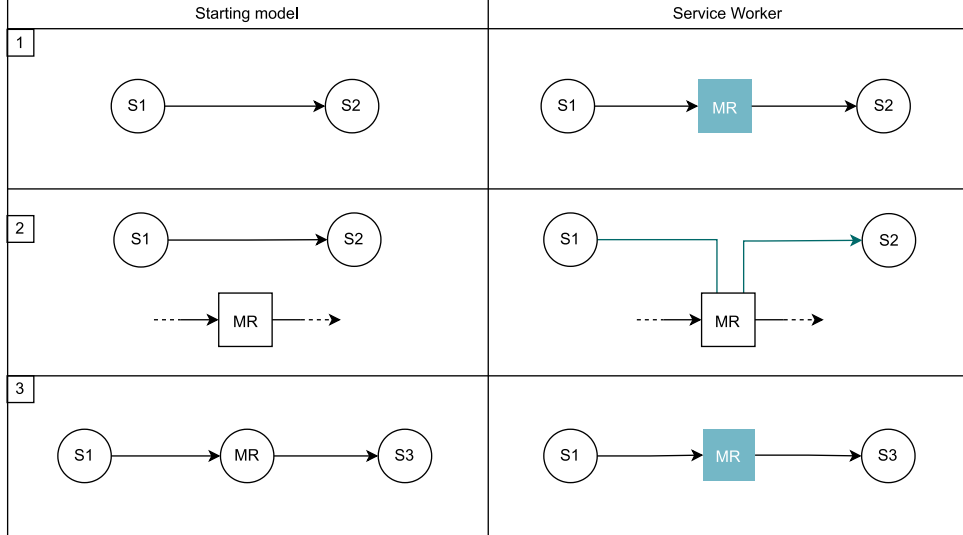 Starting model
Service Worker
1
S1
S2
S1
MR
S2
2
S1
S2
MR
S1
S2
MR
3
S1
MR
S3
S1
MR
S3